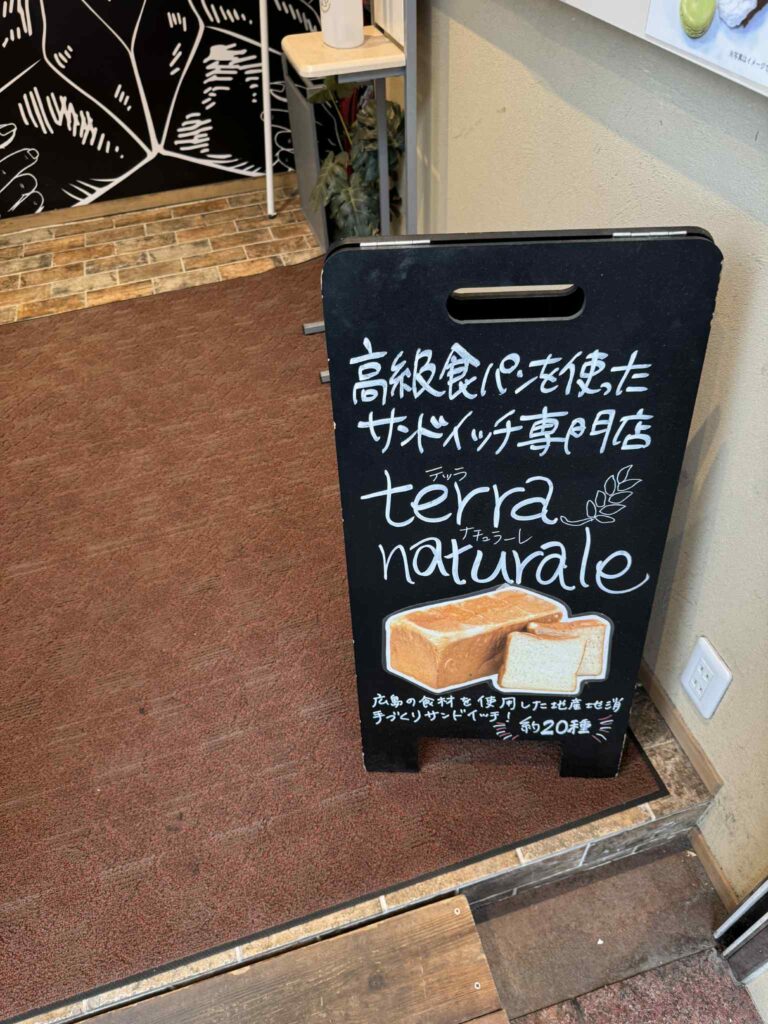 高級食パンを使った
サンドイッチ専門店
テッラ
terra
ナチュラーレ
naturale
広島の食材を使用した地産地消
手づくりサンドイッチ！ 約20種